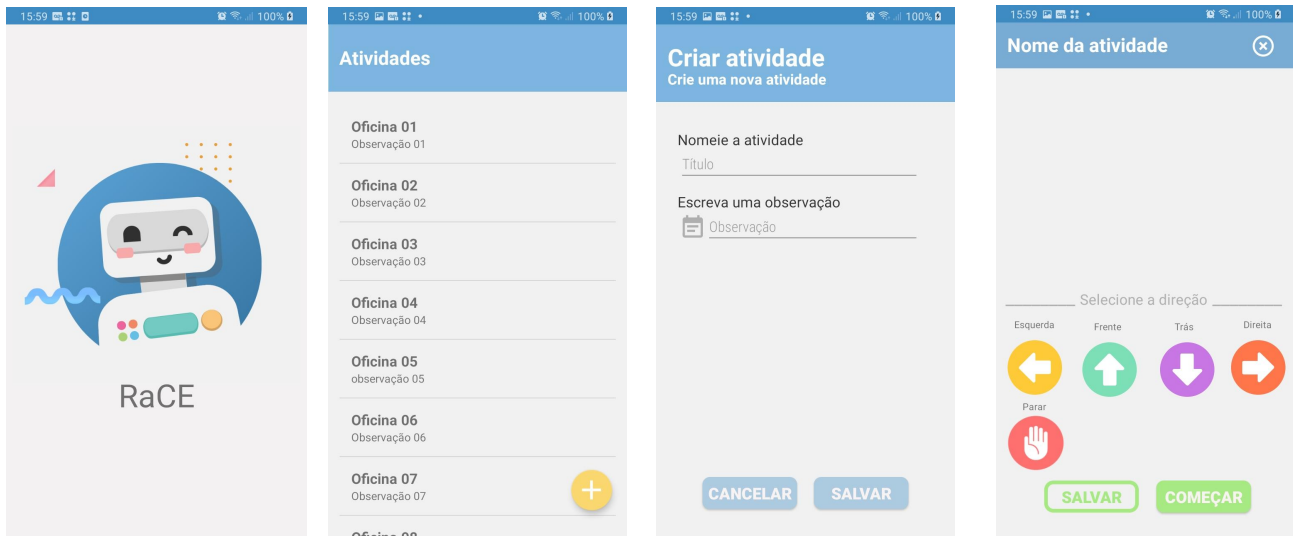 15:59 100%
RaCE
15:59 100%
Atividades
Oficina 01
Observação 01
Oficina 02
Observação 02
Oficina 03
Observação 03
Oficina 04
Observação 04
Oficina 05
observação 05
Oficina 06
Observação 06
Oficina 07
Observação 07
Oficina 08
15:59 100%
Criar atividade
Crie uma nova atividade
Nomeie a atividade
Título
Escreva uma observação
Observação
CANCELAR SALVAR
15:59 100%
Nome da atividade
Selecione a direção
Esquerda Frente Trás Direita
Parar
SALVAR COMEÇAR